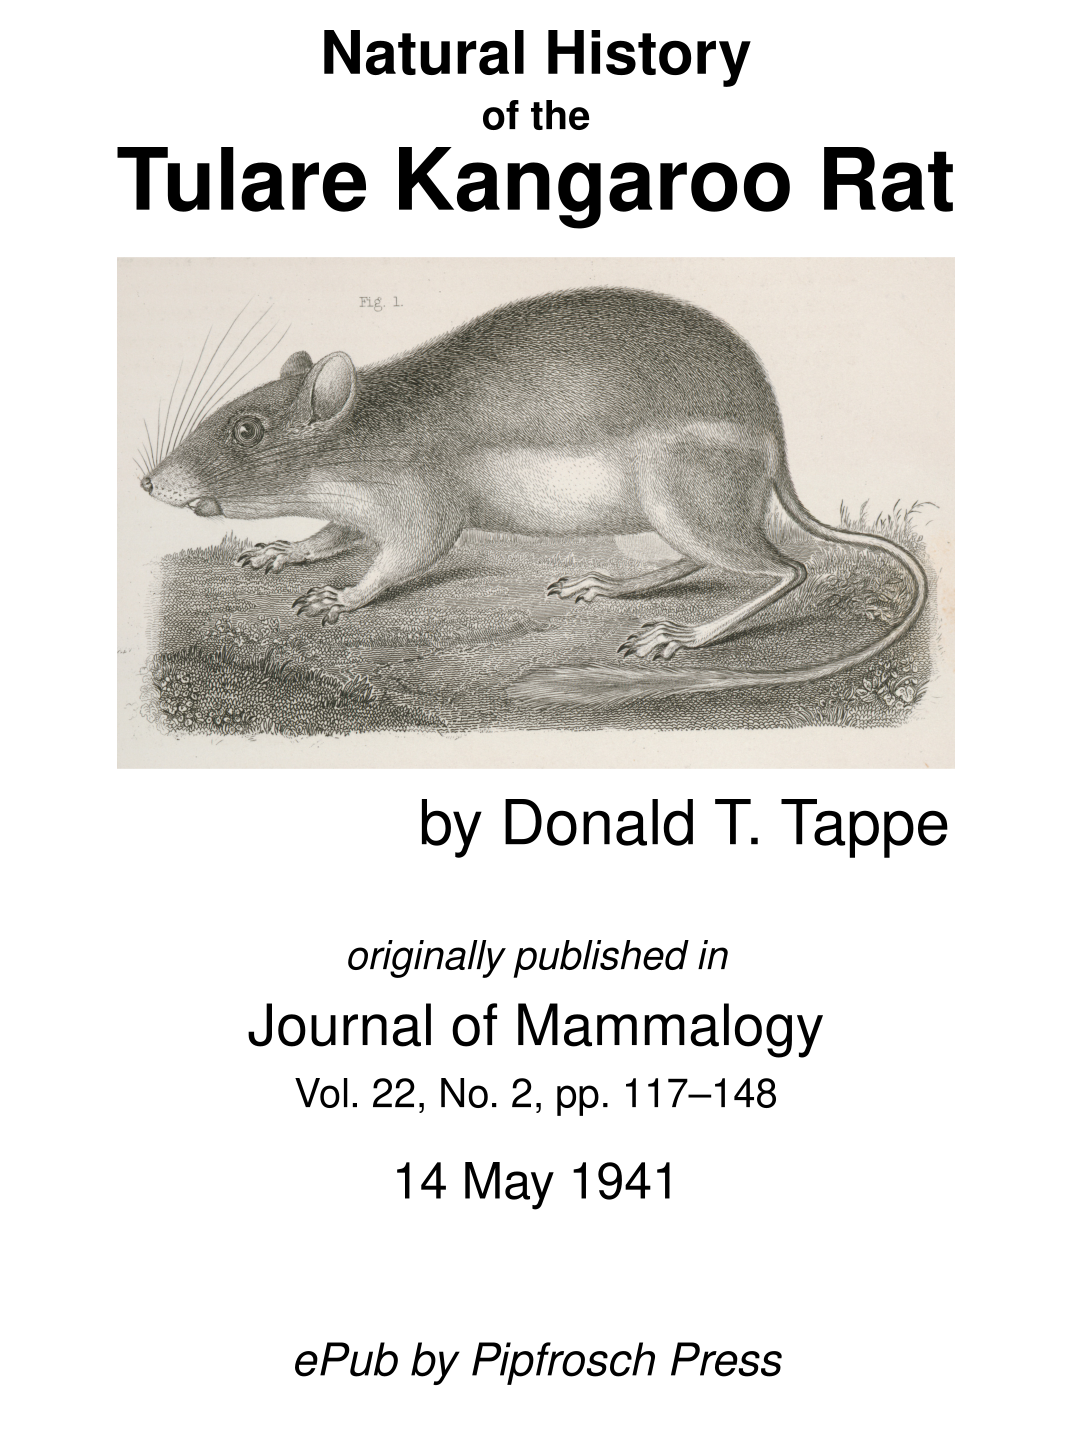 Natural History
of the
Tulare Kangaroo Rat
Fig. 1.
by Donald T. Tappe
originally published in
Journal of Mammalogy
Vol. 22, No. 2, pp. 117–148
14 May 1941
ePub by Pipfrosch Press